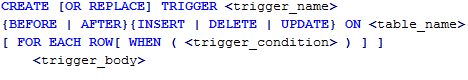 CREATE [OR REPLACE] TRIGGER <trigger_name>
{BEFORE | AFTER}{INSERT | DELETE | UPDATE} ON <table_name>
[ FOR EACH ROW[ WHEN ( <trigger_condition> ) ] ]
<trigger_body>